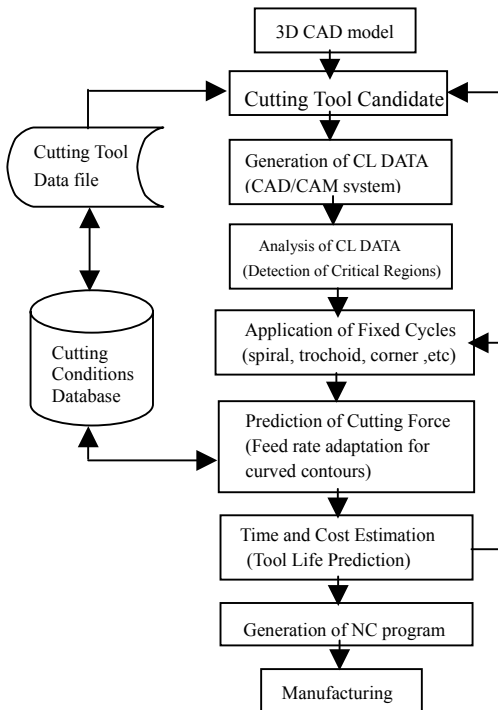 3D CAD model
Cutting Tool Candidate
Cutting Tool
Data file
Generation of CL DATA
(CAD/CAM system)
Analysis of CL DATA
(Detection of Critical Regions)
Application of Fixed Cycles
(spiral, trochoid, corner ,etc)
Cutting
Conditions
Database
Prediction of Cutting Force
(Feed rate adaptation for
curved contours)
Time and Cost Estimation
(Tool Life Prediction)
Generation of NC program
Manufacturing